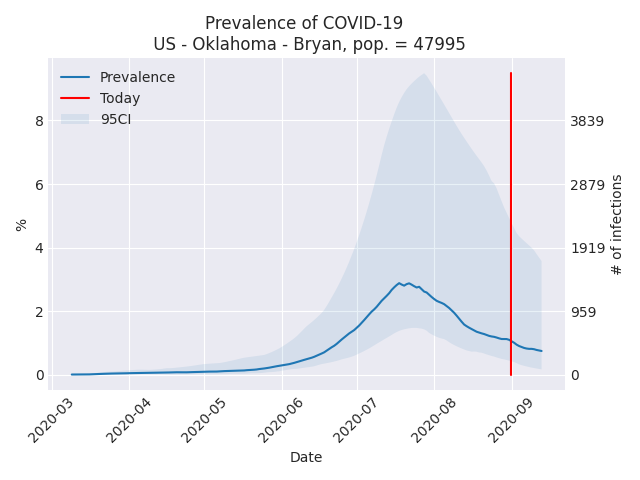 Prevalence of COVID-19
US - Oklahoma - Bryan, pop. = 47995
Prevalence
Today
95CI
8
6
4
2
0
%
3839
2879
1919
959
0
# of infections
2020-03
2020-04
2020-05
2020-06
2020-07
2020-08
2020-09
Date